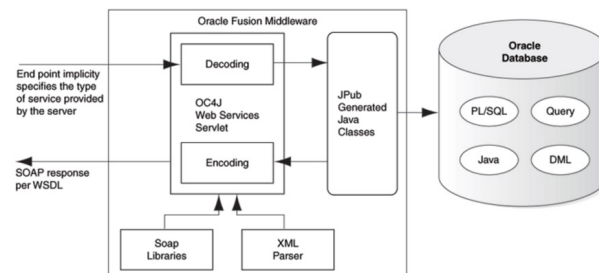 Oracle Fusion Middleware
End point implicity
specifies the type
of service provided
by the server
Decoding
OC4J
Web Services
Servlet
Encoding
JPub
Generated
Java
Classes
Oracle
Database
PL/SQL
Query
Java
DML
SOAP response
per WSDL
Soap
Libraries
XML
Parser